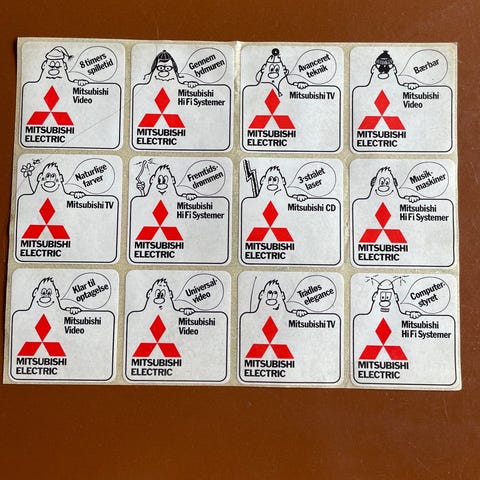 8 timers
spilletid
Mitsubishi
Video
MITSUBISHI
ELECTRIC
Gennem
lydmuren
Mitsubishi
Hi Fi Systemer
MITSUBISHI
ELECTRIC
Avanceret
teknik
Mitsubishi TV
MITSUBISHI
ELECTRIC
Bærbar
Mitsubishi
Video
MITSUBISHI
ELECTRIC
Naturlige
farver
Mitsubishi TV
MITSUBISHI
ELECTRIC
Fremtids-
drømmen
Mitsubishi
Hi Fi Systemer
MITSUBISHI
ELECTRIC
3-strålet
laser
Mitsubishi CD
MITSUBISHI
ELECTRIC
Musik-
maskiner
Mitsubishi
Hi Fi Systemer
MITSUBISHI
ELECTRIC
Klar til
optagelse
Mitsubishi
Video
MITSUBISHI
ELECTRIC
Universal-
video
Mitsubishi
Video
MITSUBISHI
ELECTRIC
Trådløs
elegance
Mitsubishi TV
MITSUBISHI
ELECTRIC
Computer-
styret
Mitsubishi
Hi Fi Systemer
MITSUBISHI
ELECTRIC